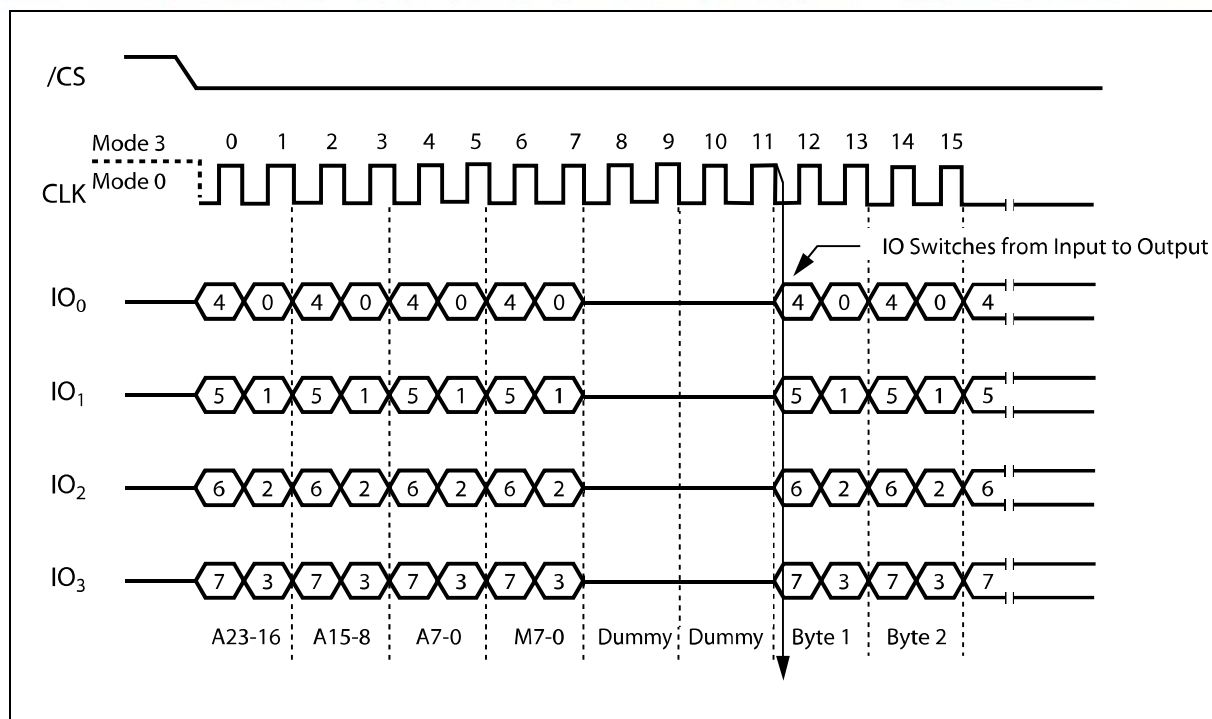 /CS
Mode 3
0 1 2 3 4 5 6 7 8 9 10 11 12 13 14 15
Mode 0
CLK
IO Switches from Input to Output
IO0 4 0 4 0 4 0 4 0 4 0 4 0 4
IO1 5 1 5 1 5 1 5 1 5 1 5 1 5
IO2 6 2 6 2 6 2 6 2 6 2 6 2 6
IO3 7 3 7 3 7 3 7 3 7 3 7 3 7
A23-16 A15-8 A7-0 M7-0 Dummy Dummy Byte 1 Byte 2